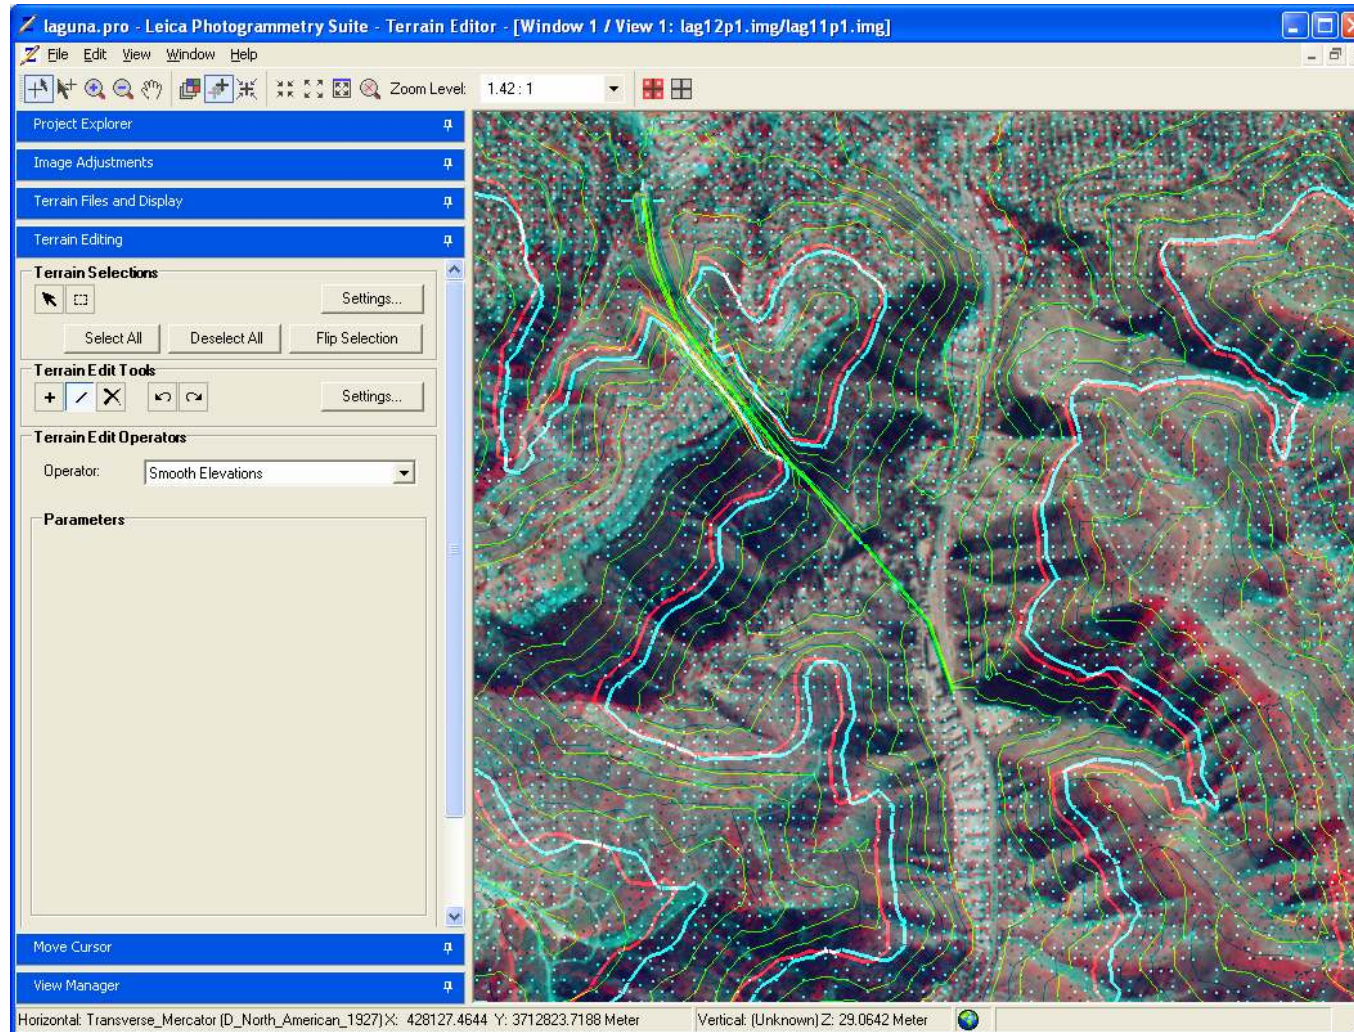 laguna.pro - Leica Photogrammetry Suite - Terrain Editor - [Window 1 / View 1: lag12p1.img/lag11p1.img]
File Edit View Window Help
Zoom Level: 1.42 : 1
Project Explorer
Image Adjustments
Terrain Files and Display
Terrain Editing
Terrain Selections
Settings...
Select All Deselect All Flip Selection
Terrain Edit Tools
Settings...
Terrain Edit Operators
Operator: Smooth Elevations
Parameters
Move Cursor
View Manager
Horizontal: Transverse_Mercator (D_North_American_1927) X: 428127.4644 Y: 3712823.7188 Meter Vertical: (Unknown) Z: 29.0642 Meter